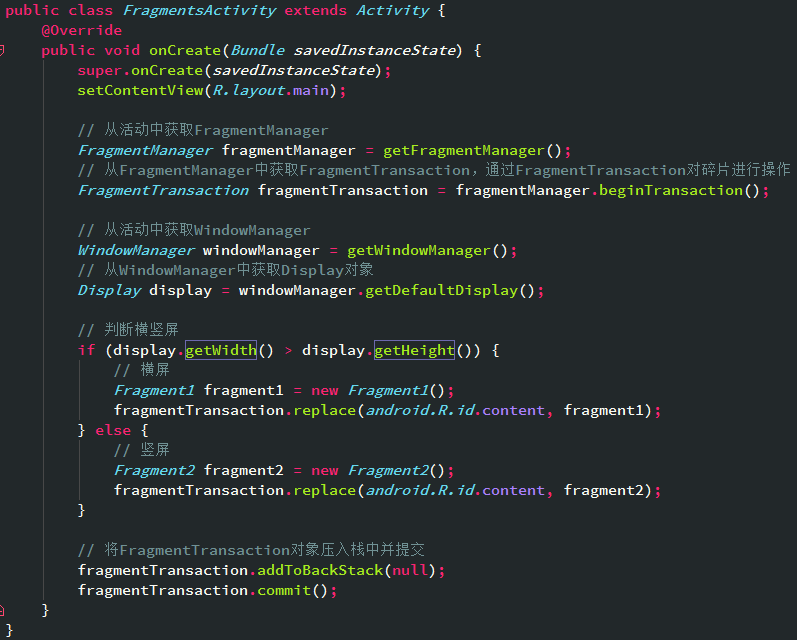 public class FragmentsActivity extends Activity {
    @Override
    public void onCreate(Bundle savedInstanceState) {
        super.onCreate(savedInstanceState);
        setContentView(R.layout.main);

        // 从活动中获取FragmentManager
        FragmentManager fragmentManager = getFragmentManager();
        // 从FragmentManager中获取FragmentTransaction，通过FragmentTransaction对碎片进行操作
        FragmentTransaction fragmentTransaction = fragmentManager.beginTransaction();

        // 从活动中获取WindowManager
        WindowManager windowManager = getWindowManager();
        // 从WindowManager中获取Display对象
        Display display = windowManager.getDefaultDisplay();

        // 判断横竖屏
        if (display.getWidth() > display.getHeight()) {
            // 横屏
            Fragment1 fragment1 = new Fragment1();
            fragmentTransaction.replace(android.R.id.content, fragment1);
        } else {
            // 竖屏
            Fragment2 fragment2 = new Fragment2();
            fragmentTransaction.replace(android.R.id.content, fragment2);
        }

        // 将FragmentTransaction对象压入栈中并提交
        fragmentTransaction.addToBackStack(null);
        fragmentTransaction.commit();
    }
}